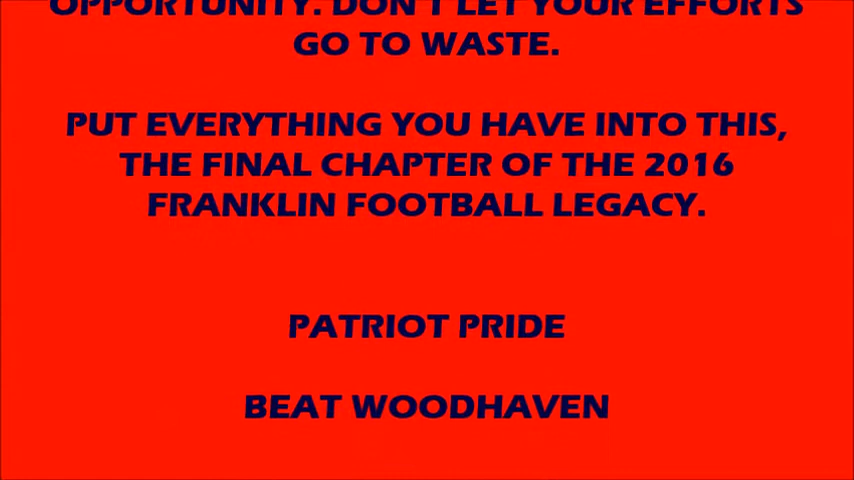 OPPORTUNITY. DON'T LET YOUR EFFORTS
GO TO WASTE.
PUT EVERYTHING YOU HAVE INTO THIS,
THE FINAL CHAPTER OF THE 2016
FRANKLIN FOOTBALL LEGACY.
PATRIOT PRIDE
BEAT WOODHAVEN